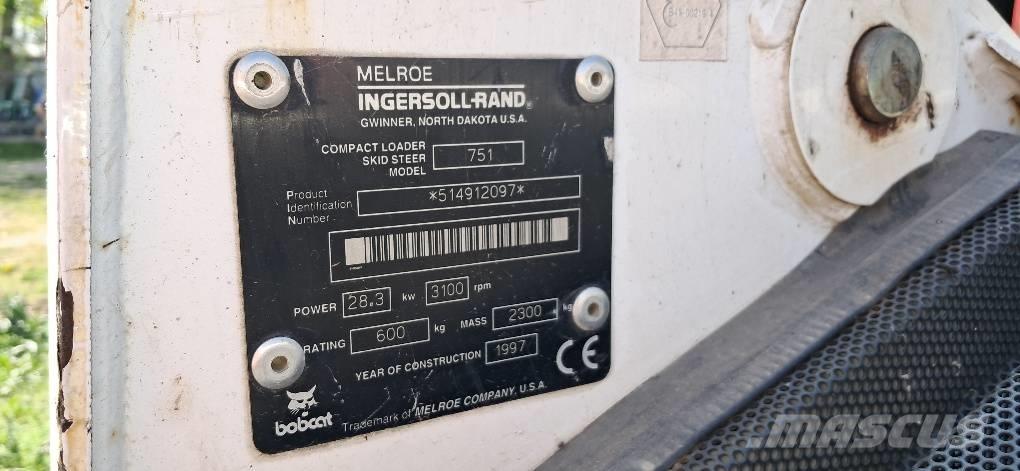 MELROE
INGERSOLL-RAND®
GWINNER, NORTH DAKOTA U.S.A.
COMPACT LOADER
SKID STEER
MODEL
751
Product
Identification
Number
*514912097*
POWER 28.3 kw 3100 rpm
RATING 600 kg MASS 2300 kg
YEAR OF CONSTRUCTION 1997
CE
bobcat
Trademark of MELROE COMPANY, U.S.A.
MASCUS